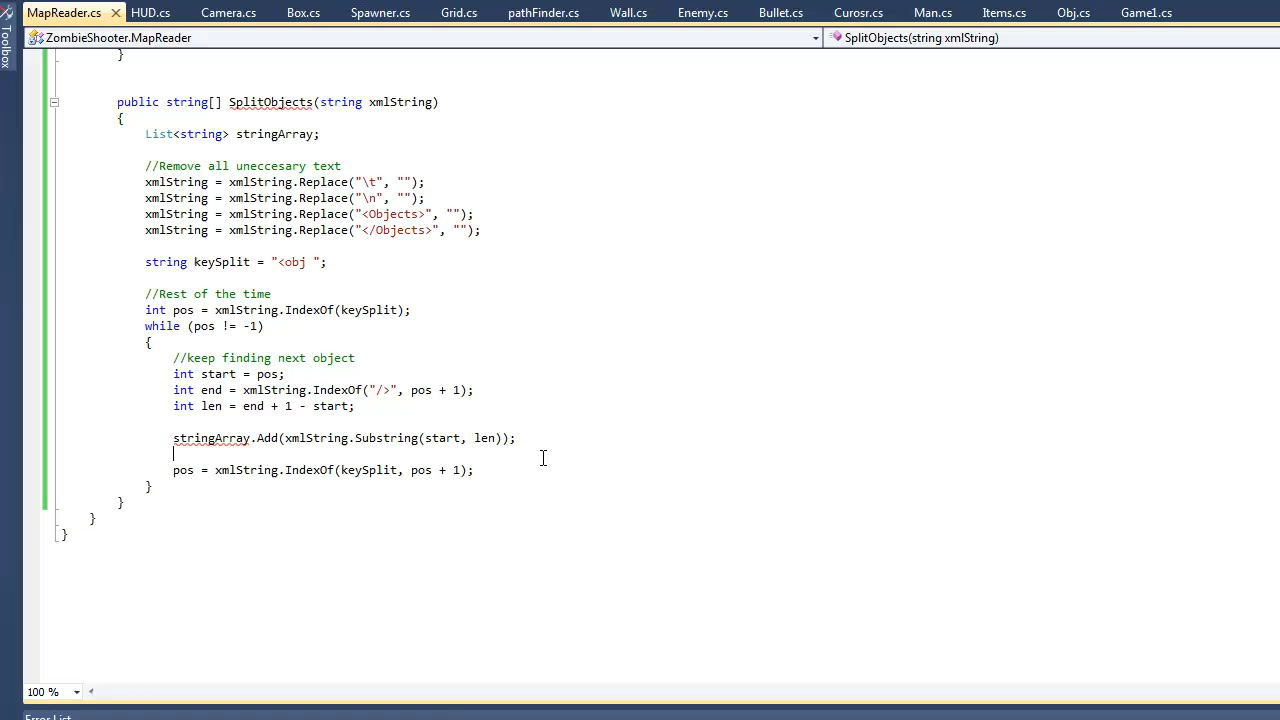 MapReader.cs HUD.cs Camera.cs Box.cs Spawner.cs Grid.cs pathFinder.cs Wall.cs Enemy.cs Bullet.cs Curosr.cs Man.cs Items.cs Obj.cs Game1.cs
ZombieShooter.MapReader SplitObjects(string xmlString)
Toolbox
}
public string[] SplitObjects(string xmlString)
{
List<string> stringArray;
//Remove all uneccesary text
xmlString = xmlString.Replace("\t", "");
xmlString = xmlString.Replace("\n", "");
xmlString = xmlString.Replace("<Objects>", "");
xmlString = xmlString.Replace("</Objects>", "");
string keySplit = "<obj ";
//Rest of the time
int pos = xmlString.IndexOf(keySplit);
while (pos != -1)
{
//keep finding next object
int start = pos;
int end = xmlString.IndexOf("/>", pos + 1);
int len = end + 1 - start;
stringArray.Add(xmlString.Substring(start, len));
pos = xmlString.IndexOf(keySplit, pos + 1);
}
}
}
}
100 %
Error List